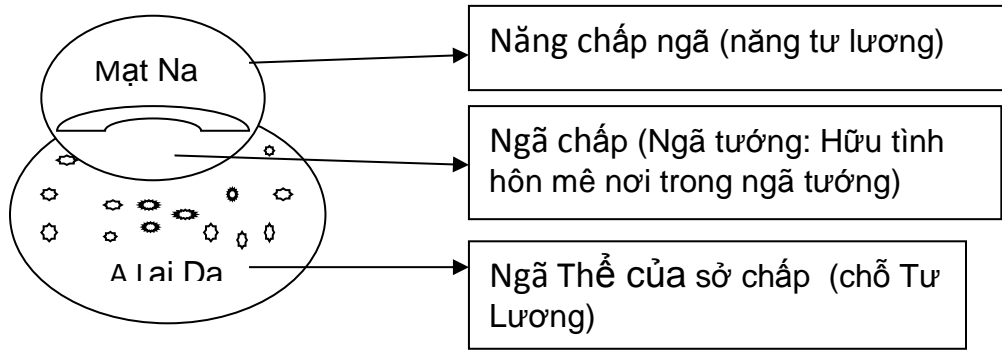 Mạt Na
Năng chấp ngã (năng tư lương)
Ngã chấp (Ngã tướng: Hữu tình
hôn mê nơi trong ngã tướng)
A Lại Da
Ngã Thể của sở chấp (chỗ Tư
Lương)